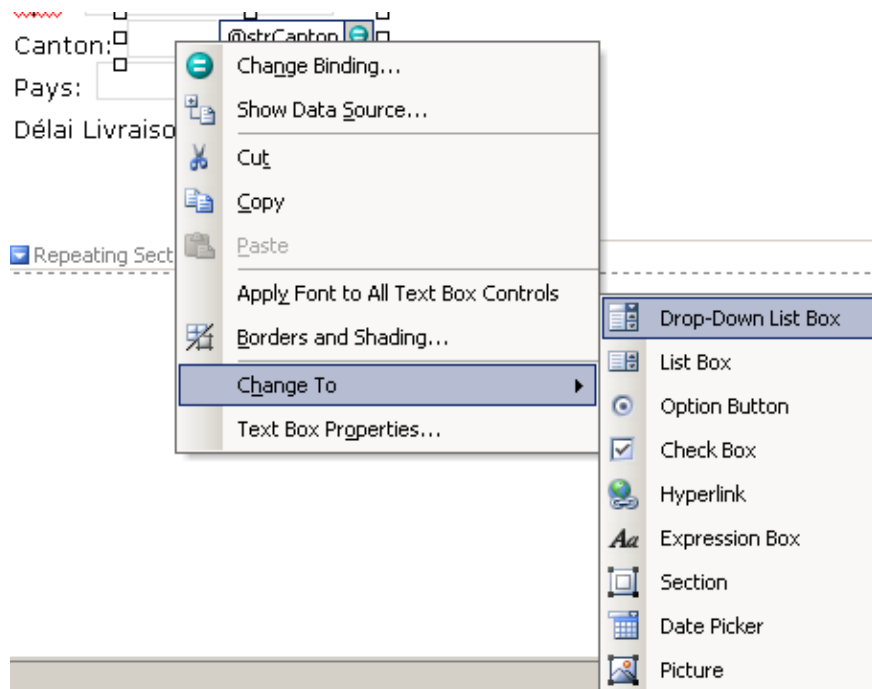 @strCanton
Canton:
Change Binding...
Pays:
Show Data Source...
Délai Livraiso
Cut
Copy
Paste
Repeating Sect
Apply Font to All Text Box Controls
Borders and Shading...
Change To
Text Box Properties...
Drop-Down List Box
List Box
Option Button
Check Box
Hyperlink
Aa Expression Box
Section
Date Picker
Picture